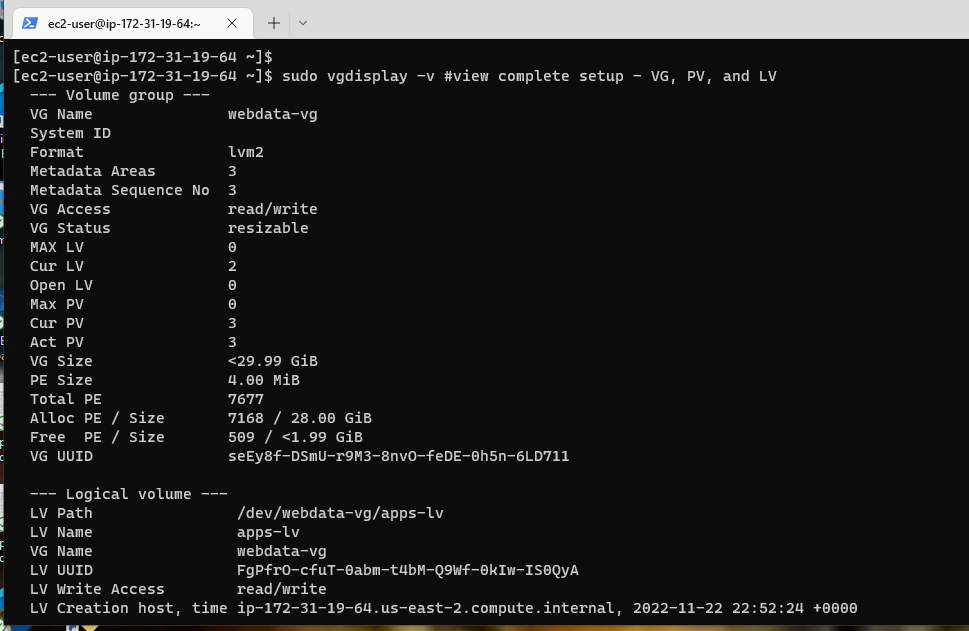 ec2-user@ip-172-31-19-64:~
[ec2-user@ip-172-31-19-64 ~]$
[ec2-user@ip-172-31-19-64 ~]$ sudo vgdisplay -v #view complete setup - VG, PV, and LV
--- Volume group ---
VG Name webdata-vg
System ID
Format lvm2
Metadata Areas 3
Metadata Sequence No 3
VG Access read/write
VG Status resizable
MAX LV 0
Cur LV 2
Open LV 0
Max PV 0
Cur PV 3
Act PV 3
VG Size <29.99 GiB
PE Size 4.00 MiB
Total PE 7677
Alloc PE / Size 7168 / 28.00 GiB
Free  PE / Size 509 / <1.99 GiB
VG UUID seEy8f-DSmU-r9M3-8nvO-feDE-0h5n-6LD711
--- Logical volume ---
LV Path /dev/webdata-vg/apps-lv
LV Name apps-lv
VG Name webdata-vg
LV UUID FgPfrO-cfuT-0abm-t4bM-Q9Wf-0kIw-IS0QyA
LV Write Access read/write
LV Creation host, time ip-172-31-19-64.us-east-2.compute.internal, 2022-11-22 22:52:24 +0000